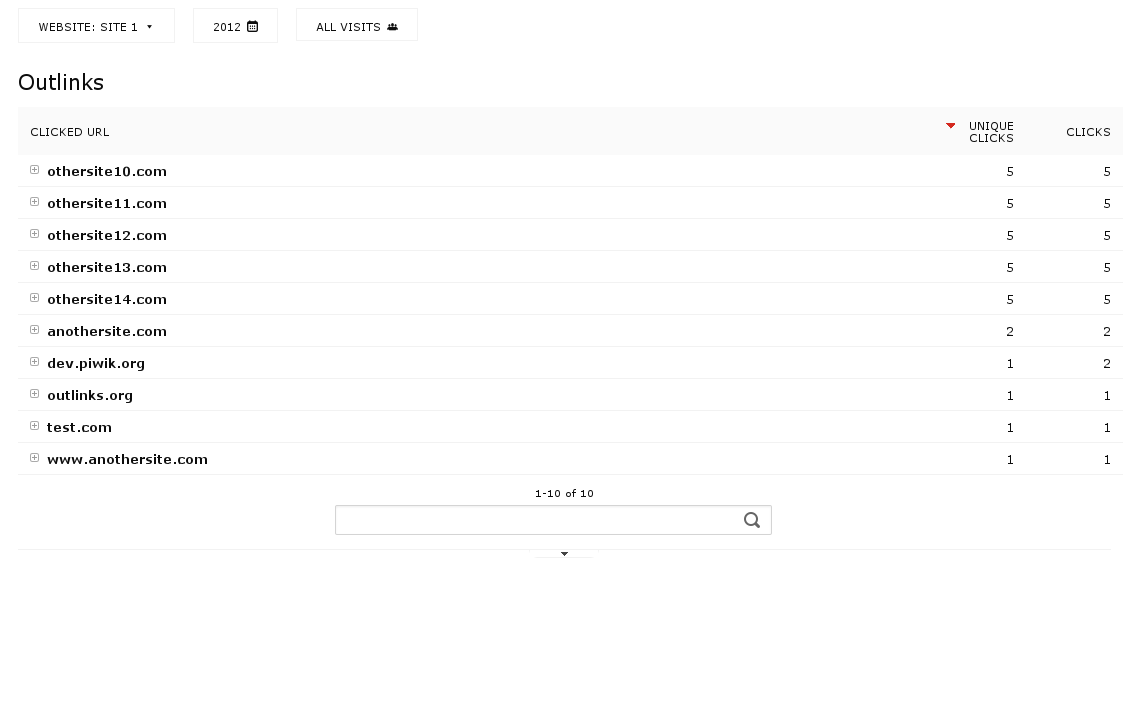 WEBSITE: SITE 1 2012 ALL VISITS
Outlinks
CLICKED URL UNIQUE CLICKS CLICKS
othersite10.com 5 5
othersite11.com 5 5
othersite12.com 5 5
othersite13.com 5 5
othersite14.com 5 5
anothersite.com 2 2
dev.piwik.org 1 2
outlinks.org 1 1
test.com 1 1
www.anothersite.com 1 1
1-10 of 10